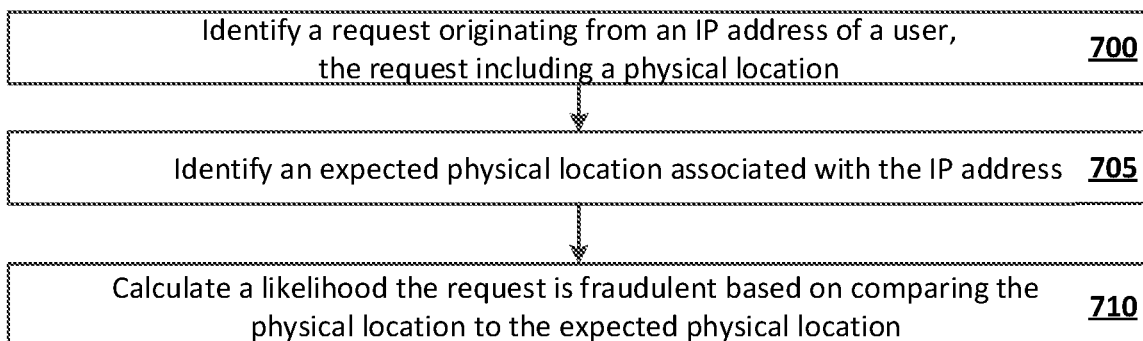 Identify a request originating from an IP address of a user,
the request including a physical location
700
Identify an expected physical location associated with the IP address 705
Calculate a likelihood the request is fraudulent based on comparing the
physical location to the expected physical location
710